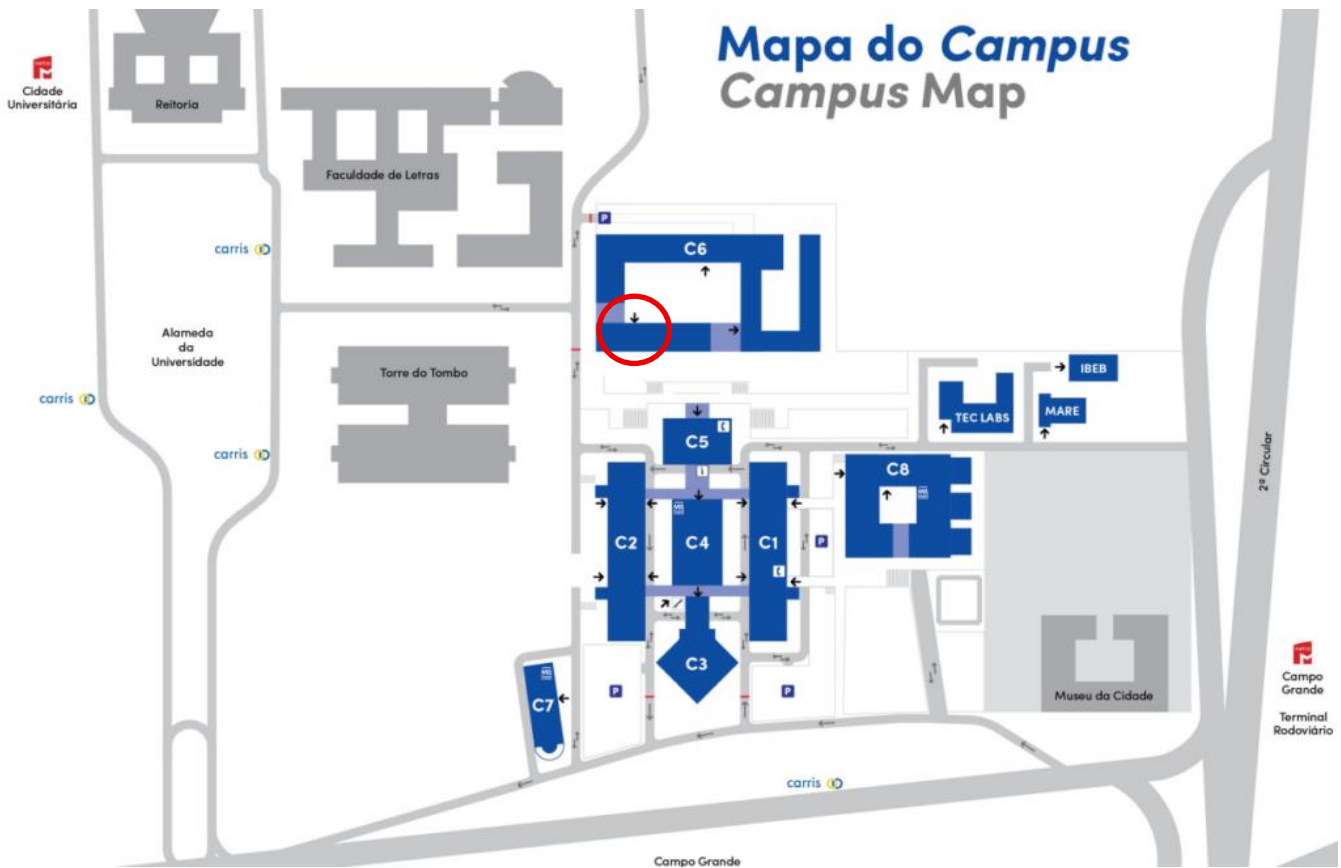 Mapa do Campus
Campus Map
Cidade
Universitária
Reitoria
Faculdade de Letras
carris
P
C6
Alameda
da
Universidade
Torre do Tombo
carris
carris
IBEB
TEC LABS
MARE
C5
i
C8
2ª Circular
C2
C4
C1
P
C3
C7
P
P
Museu da Cidade
Campo
Grande
Terminal
Rodoviário
carris
Campo Grande